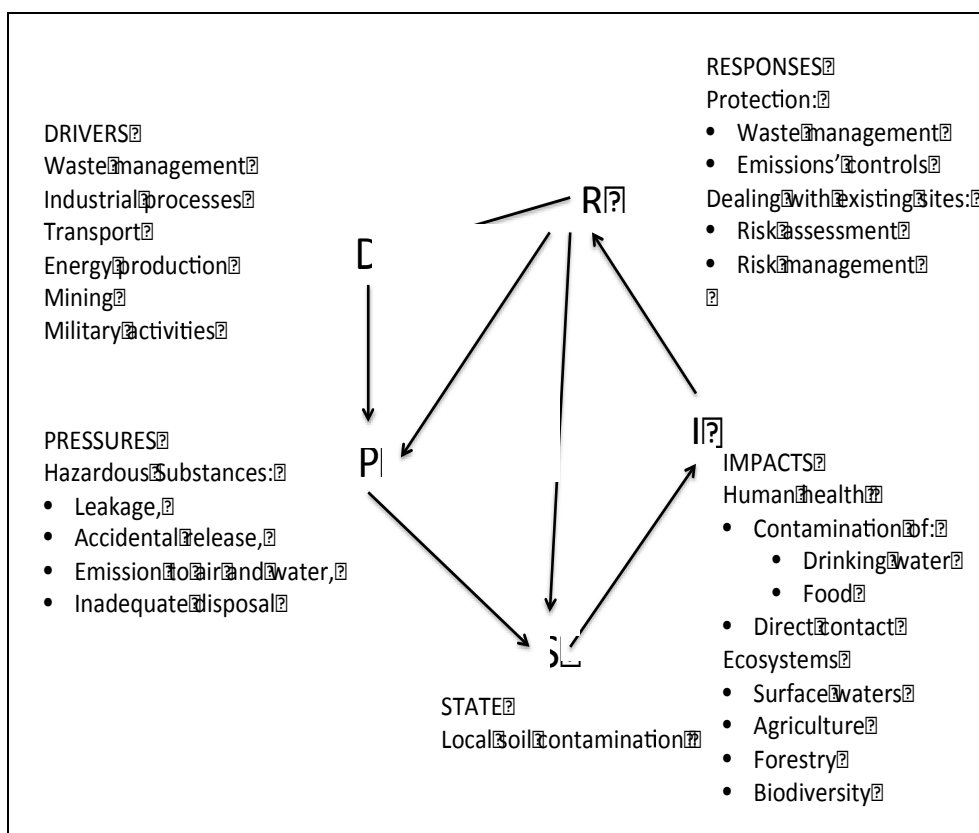 DRIVERS
Waste management
Industrial processes
Transport
Energy production
Mining
Military activities
RESPONSES
Protection:
• Waste management
• Emissions' controls
Dealing with existing sites:
• Risk assessment
• Risk management
R
D
PRESSURES
Hazardous Substances:
• Leakage,
• Accidental release,
• Emission to air and water,
• Inadequate disposal
P
I
IMPACTS
Human health
• Contamination of:
• Drinking water
• Food
• Direct contact
Ecosystems
• Surface waters
• Agriculture
• Forestry
• Biodiversity
S
STATE
Local soil contamination